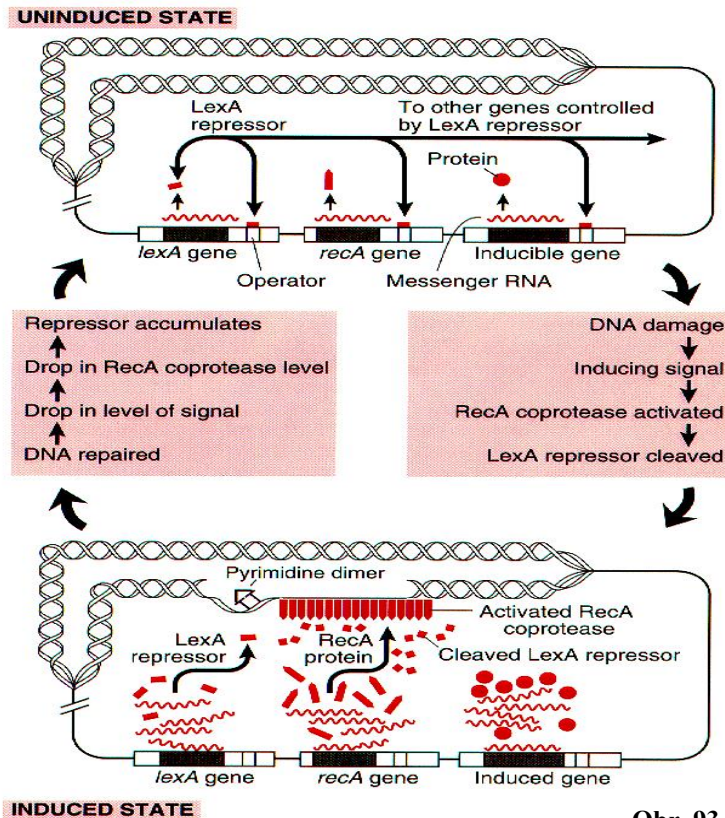 UNINDUCED STATE
LexA
repressor
To other genes controlled
by LexA repressor
Protein
lexA gene
recA gene
Inducible gene
Operator
Messenger RNA
Repressor accumulates
Drop in RecA coprotease level
Drop in level of signal
DNA repaired
DNA damage
Inducing signal
RecA coprotease activated
LexA repressor cleaved
Pyrimidine dimer
Activated RecA
coprotease
LexA
repressor
RecA
protein
Cleaved LexA repressor
lexA gene
recA gene
Induced gene
INDUCED STATE